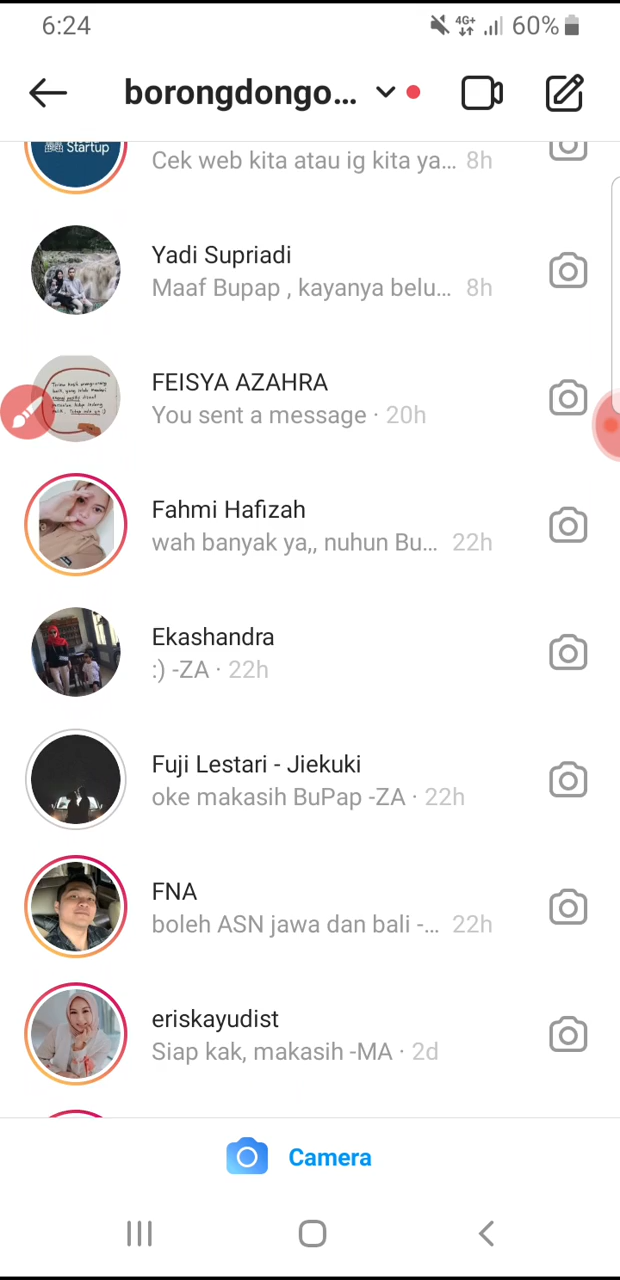 6:24
4G+ 60%
borongdongo...
Startup
Cek web kita atau ig kita ya... 8h
Yadi Supriadi
Maaf Bupap , kayanya belu... 8h
FEISYA AZAHRA
You sent a message · 20h
Fahmi Hafizah
wah banyak ya,, nuhun Bu... 22h
Ekashandra
:) -ZA · 22h
Fuji Lestari - Jiekuki
oke makasih BuPap -ZA · 22h
FNA
boleh ASN jawa dan bali -... 22h
eriskayudist
Siap kak, makasih -MA · 2d
Camera